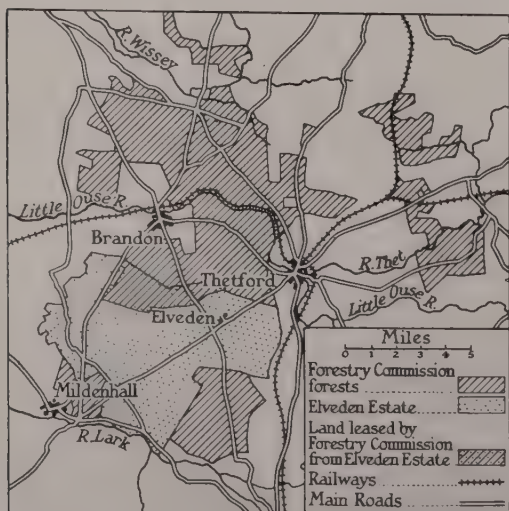 R. Wissey
Little Ouse R.
Brandon
Thetford
R. Thet
Little Ouse R.
Elveden
Mildenhall
R. Lark
Miles
0 1 2 3 4 5
Forestry Commission
forests
Elveden Estate
Land leased by
Forestry Commission
from Elveden Estate
Railways
Main Roads